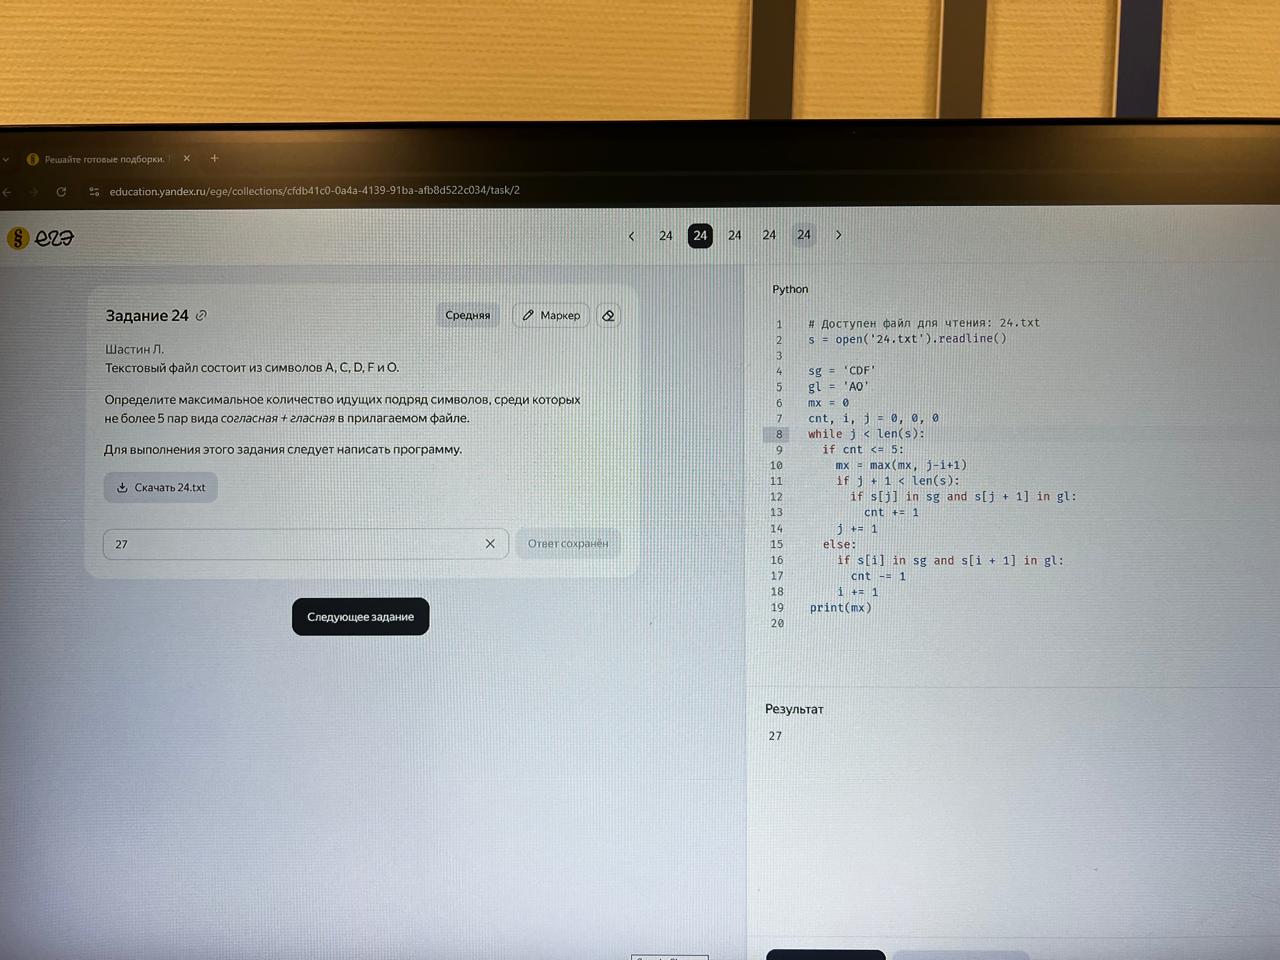 Решайте готовые подборки.
education.yandex.ru/ege/collections/cfdb41c0-0a4a-4139-91ba-afb8d522c034/task/2
§ егэ
24 24 24 24 24
Задание 24
Средняя
Маркер
Шастин Л.
Текстовый файл состоит из символов A, C, D, F и O.
Определите максимальное количество идущих подряд символов, среди которых
не более 5 пар вида согласная + гласная в прилагаемом файле.
Для выполнения этого задания следует написать программу.
Скачать 24.txt
27
Ответ сохранён
Следующее задание
Python
1 # Доступен файл для чтения: 24.txt
2 s = open('24.txt').readline()
3
4 sg = 'CDF'
5 gl = 'AO'
6 mx = 0
7 cnt, i, j = 0, 0, 0
8 while j < len(s):
9 if cnt <= 5:
10 mx = max(mx, j-i+1)
11 if j + 1 < len(s):
12 if s[j] in sg and s[j + 1] in gl:
13 cnt += 1
14 j += 1
15 else:
16 if s[i] in sg and s[i + 1] in gl:
17 cnt -= 1
18 i += 1
19 print(mx)
20
Результат
27